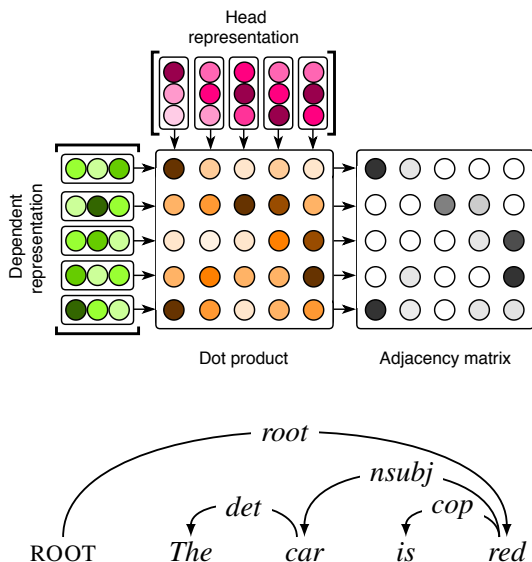 Head
representation
Dependent
representation
Dot product
Adjacency matrix
root
nsubj
det
cop
ROOT The car is red